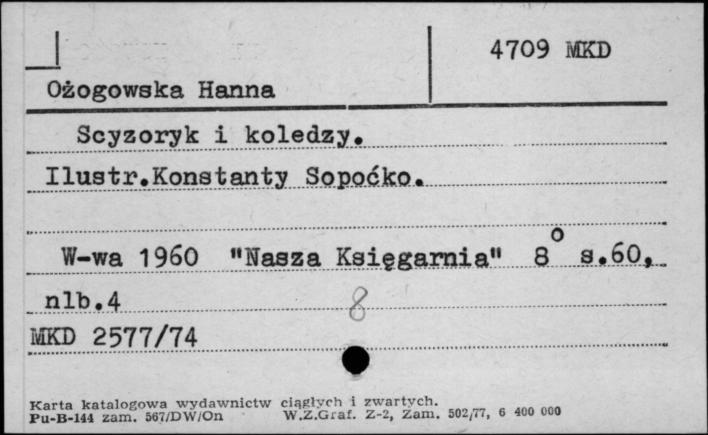 4709 MKD
Ożogowska Hanna
Scyzoryk i koledzy.
Ilustr.Konstanty Sopoćko.
W-wa 1960 "Nasza Księgarnia" 8° s.60,
nlb.4
8
MKD 2577/74
Karta katalogowa wydawnictw ciągłych i zwartych.
Pu-B-144 zam. 567/DW/On W.Z.Graf. Z-2, Zam. 502/77, 6 400 000